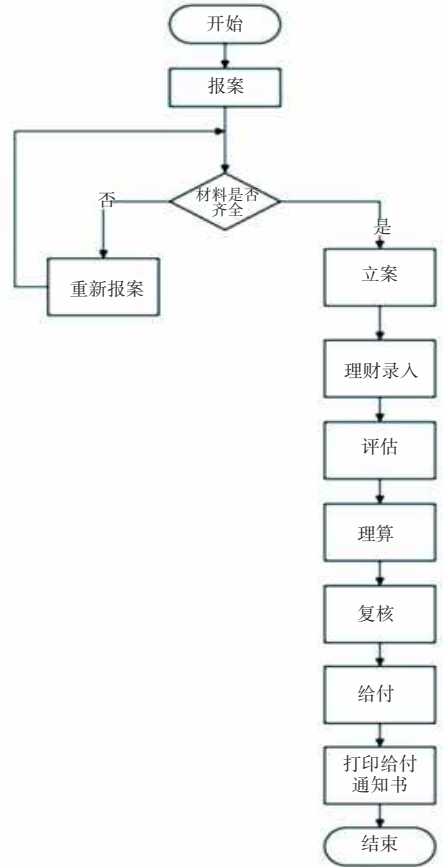 开始
报案
材料是否
齐全
否
是
重新报案
立案
理财录入
评估
理算
复核
给付
打印给付
通知书
结束